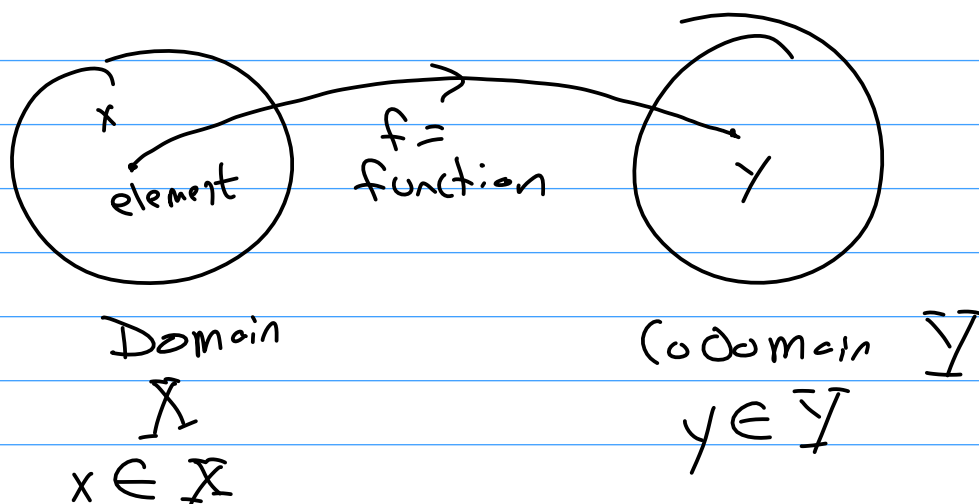 x
element
f =
function
y
Domain
X
x ∈ X
Codomain Y
y ∈ Y